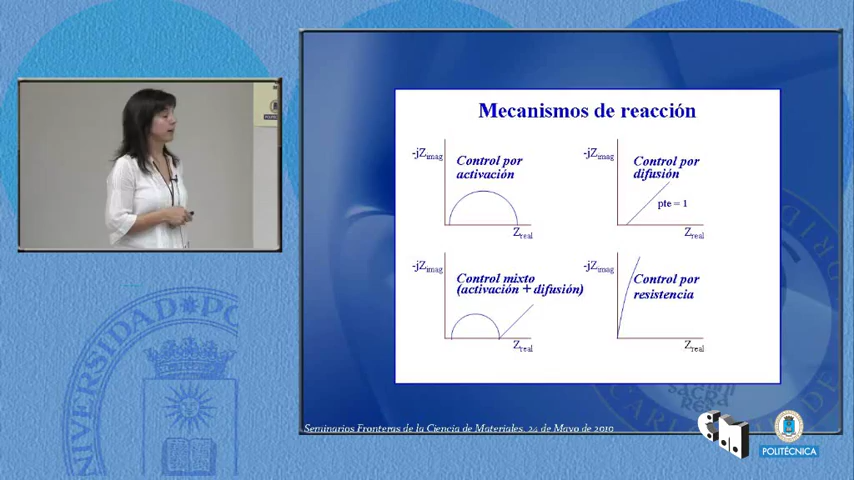 Mecanismos de reacción
-jZimag
Control por
activación
Zreal
-jZimag
Control por
difusión
pte = 1
Zreal
-jZimag
Control mixto
(activación + difusión)
Zreal
-jZimag
Control por
resistencia
Zreal
Seminarios Fronteras de la Ciencia de Materiales, 24 de Mayo de 2010
POLITÉCNICA